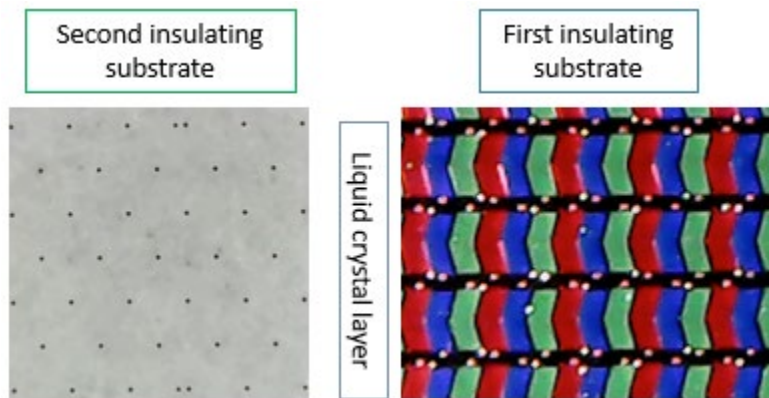 Second insulating
substrate
First insulating
substrate
Liquid crystal layer